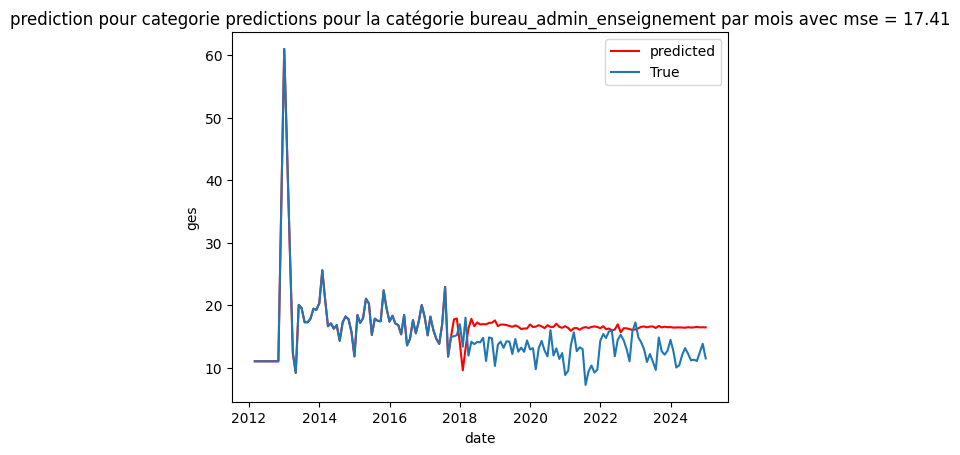 prediction pour categorie predictions pour la catégorie bureau_admin_enseignement par mois avec mse = 17.41
predicted
True
60
50
40
30
20
10
ges
2012
2014
2016
2018
2020
2022
2024
date